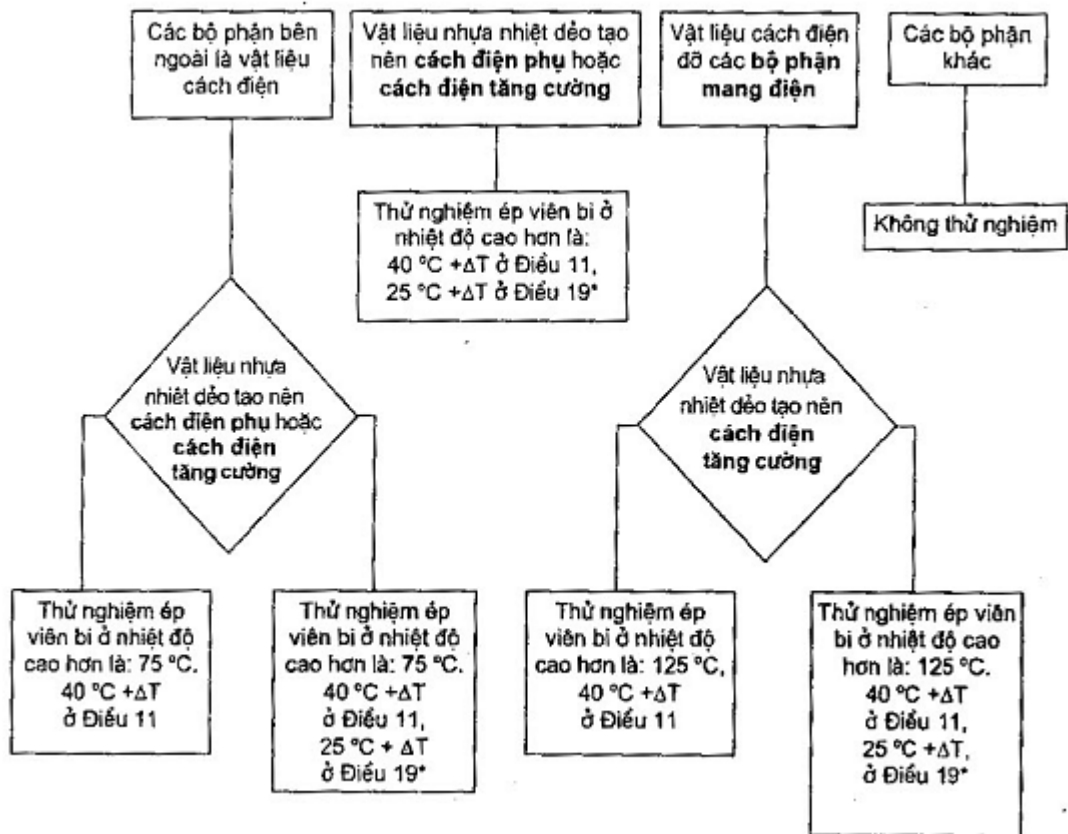 Các bộ phận bên
ngoài là vật liệu
cách điện
Vật liệu nhựa nhiệt dẻo tạo
nên cách điện phụ hoặc
cách điện tăng cường
Vật liệu cách điện
đỡ các bộ phận
mang điện
Các bộ phận
khác
Thử nghiệm ép viên bi ở
nhiệt độ cao hơn là:
40 °C +ΔT ở Điều 11,
25 °C +ΔT ở Điều 19*
Không thử nghiệm
Vật liệu nhựa
nhiệt dẻo tạo nên
cách điện phụ hoặc
cách điện
tăng cường
Vật liệu nhựa
nhiệt dẻo tạo nên
cách điện
tăng cường
Thử nghiệm ép
viên bi ở nhiệt độ
cao hơn là: 75 °C.
40 °C +ΔT
ở Điều 11
Thử nghiệm ép
viên bi ở nhiệt độ
cao hơn là: 75 °C.
40 °C +ΔT
ở Điều 11,
25 °C + ΔT
ở Điều 19*
Thử nghiệm ép
viên bi ở nhiệt độ
cao hơn là: 125 °C,
40 °C +ΔT
ở Điều 11
Thử nghiệm ép viên
bi ở nhiệt độ cao
hơn là: 125 °C.
40 °C +ΔT
ở Điều 11,
25 °C +ΔT,
ở Điều 19*